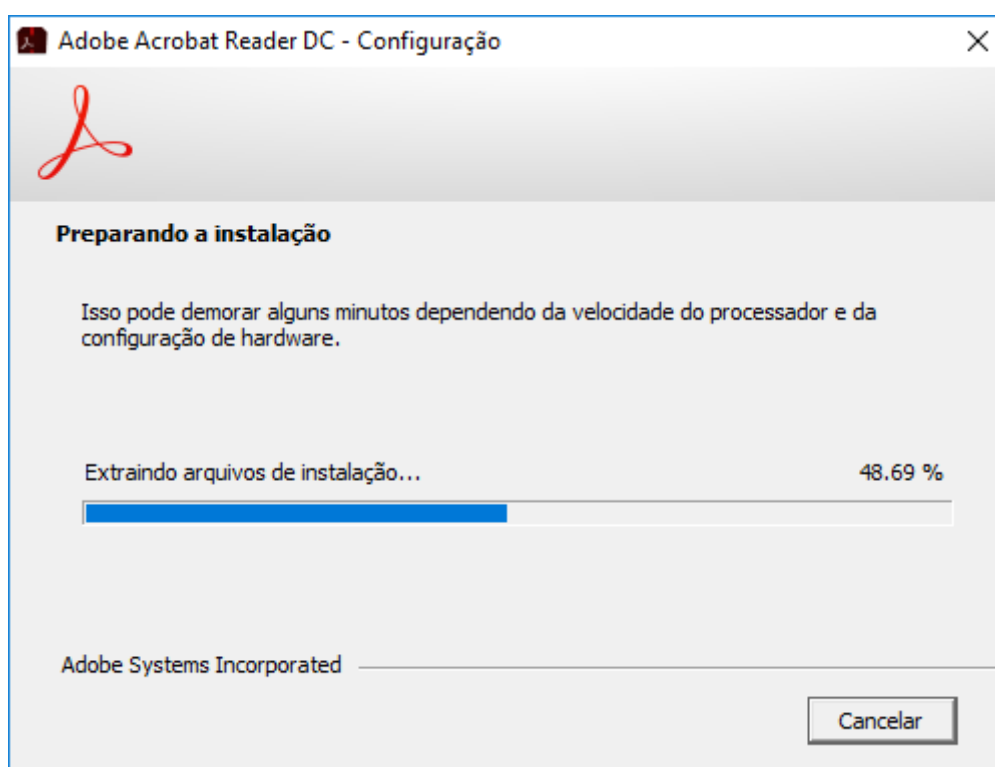 Adobe Acrobat Reader DC - Configuração
Preparando a instalação
Isso pode demorar alguns minutos dependendo da velocidade do processador e da
configuração de hardware.
Extraindo arquivos de instalação... 48.69 %
Adobe Systems Incorporated
Cancelar